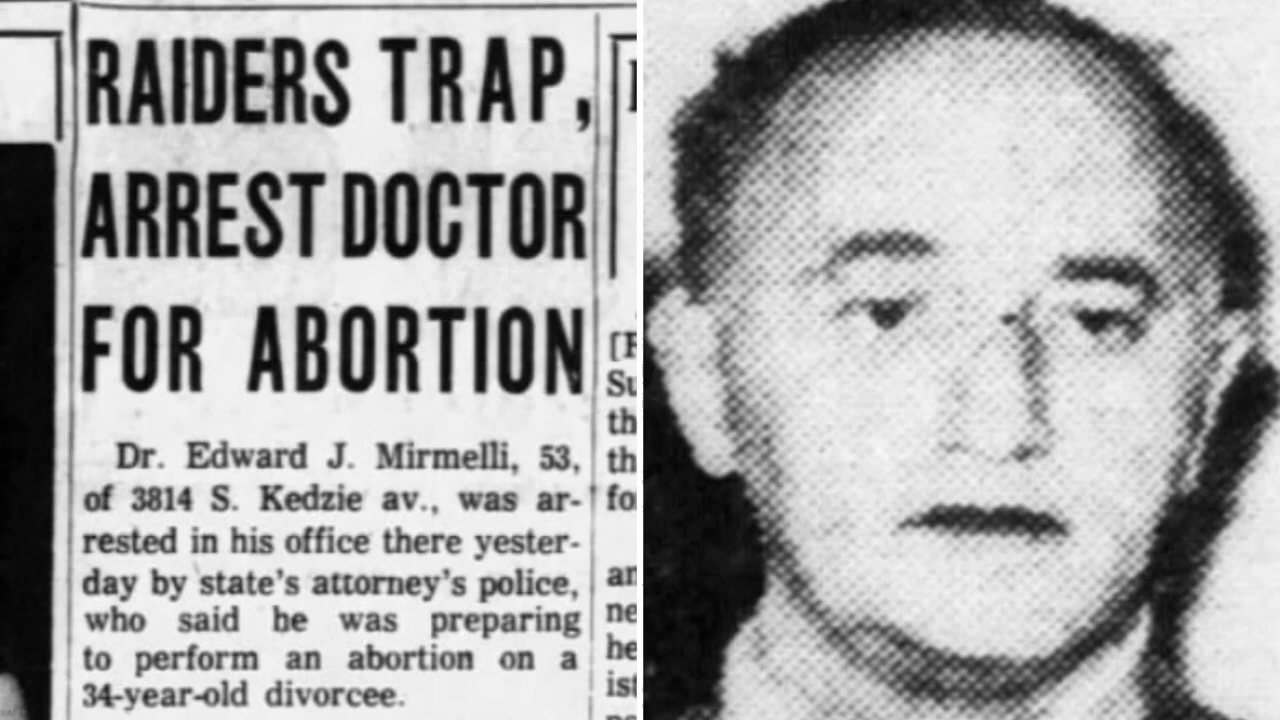 RAIDERS TRAP,
ARREST DOCTOR
FOR ABORTION
Dr. Edward J. Mirmelli, 53,
of 3814 S. Kedzie av., was ar-
rested in his office there yester-
day by state's attorney's police,
who said he was preparing
to perform an abortion on a
34-year-old divorcee.